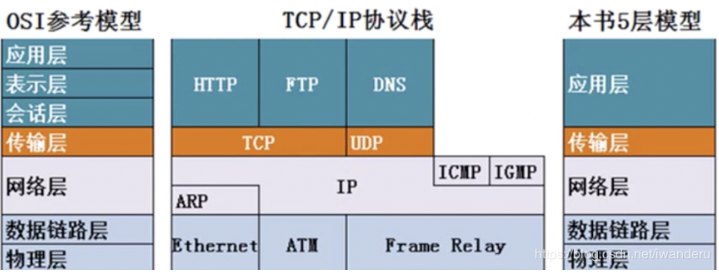 OSI参考模型
TCP/IP协议栈
本书5层模型
应用层
表示层
会话层
传输层
网络层
数据链路层
物理层
HTTP
FTP
DNS
TCP
UDP
ICMP
IGMP
IP
ARP
Ethernet
ATM
Frame Relay
应用层
传输层
网络层
数据链路层
物理层
https://blog.csdn.net/iwanderu